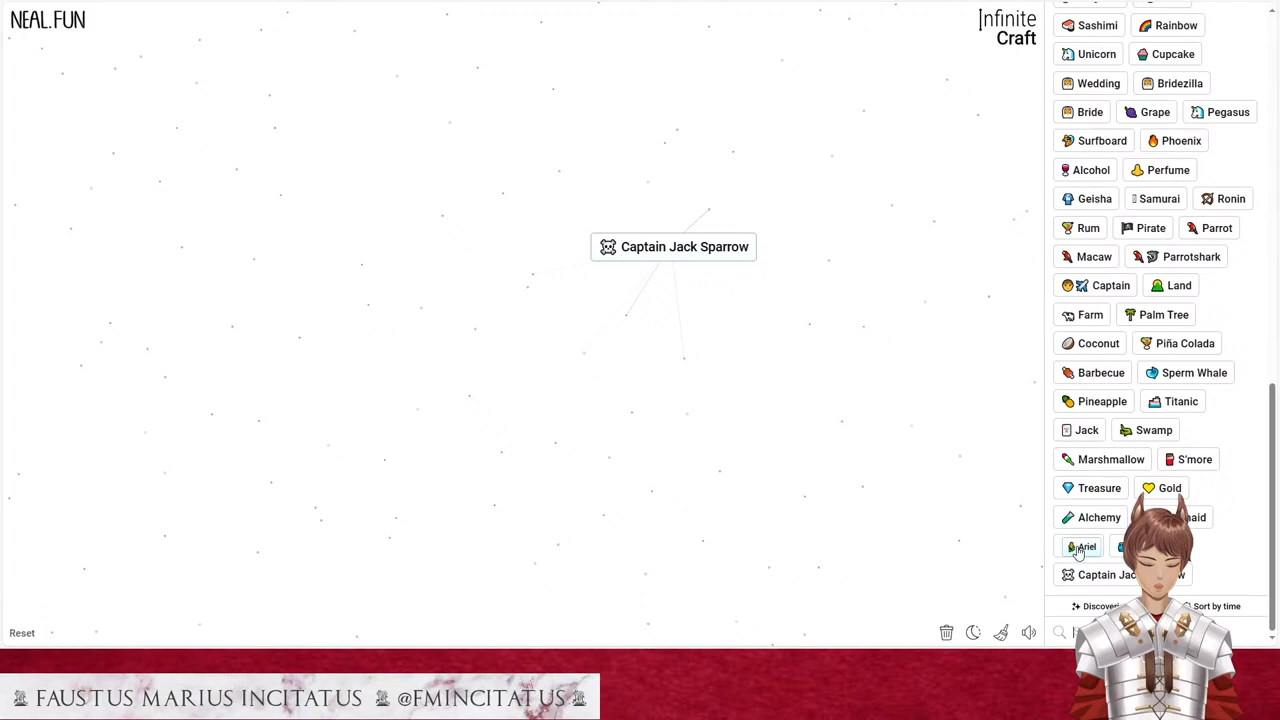 NEAL.FUN
Infinite
Craft
Sashimi Rainbow
Unicorn Cupcake
Wedding Bridezilla
Bride Grape Pegasus
Surfboard Phoenix
Alcohol Perfume
Geisha Samurai Ronin
Rum Pirate Parrot
Macaw Parrotshark
Captain Land
Farm Palm Tree
Coconut Piña Colada
Barbecue Sperm Whale
Pineapple Titanic
Jack Swamp
Marshmallow S'more
Treasure Gold
Alchemy
Ariel
Captain
Captain Jack Sparrow
Sort by time
Reset
FAUSTUS MARIUS INCITATUS @FMINCITATUS